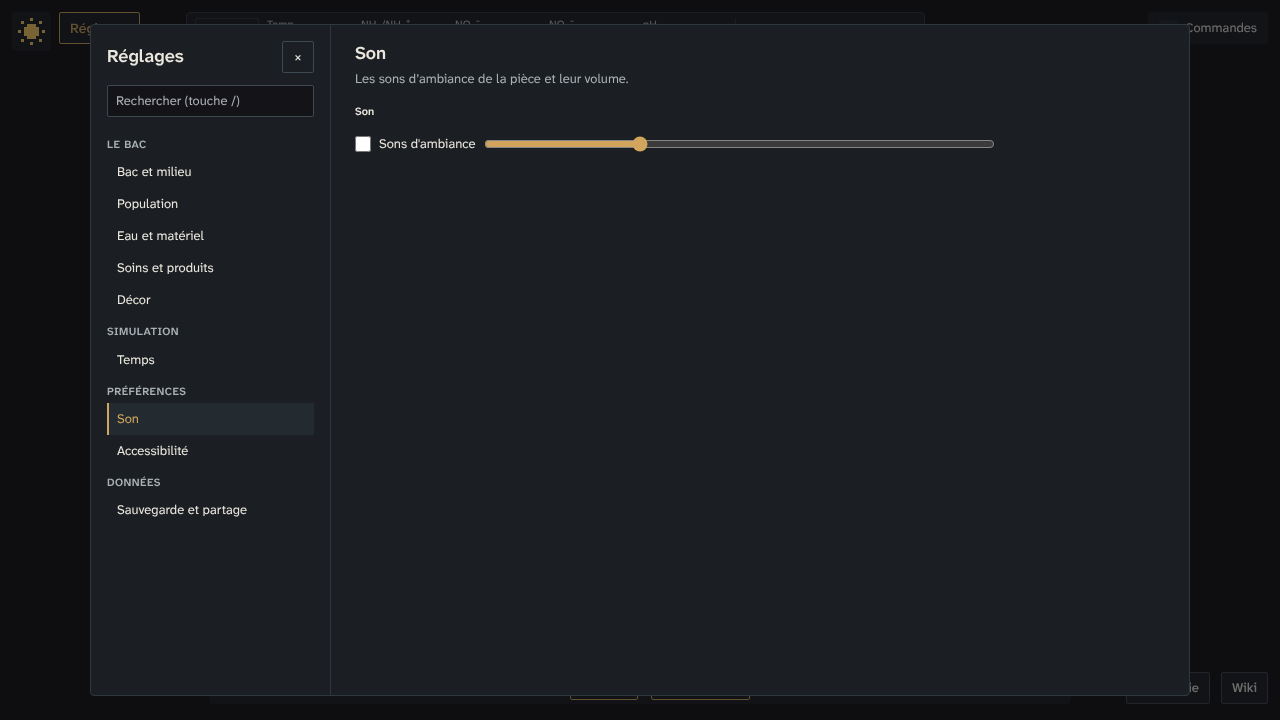 Réglages
×
Rechercher (touche /)
LE BAC
Bac et milieu
Population
Eau et matériel
Soins et produits
Décor
SIMULATION
Temps
PRÉFÉRENCES
Son
Accessibilité
DONNÉES
Sauvegarde et partage
Son
Les sons d'ambiance de la pièce et leur volume.
Son
Sons d'ambiance
Commandes
Wiki